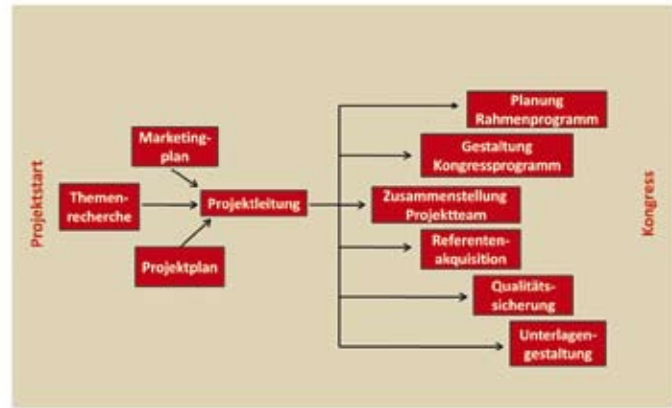 Projektstart
Marketing-
plan
Themen-
recherche
Projektplan
Projektleitung
Planung
Rahmenprogramm
Gestaltung
Kongressprogramm
Zusammenstellung
Projektteam
Referenten-
akquisition
Qualitäts-
sicherung
Unterlagen-
gestaltung
Kongress